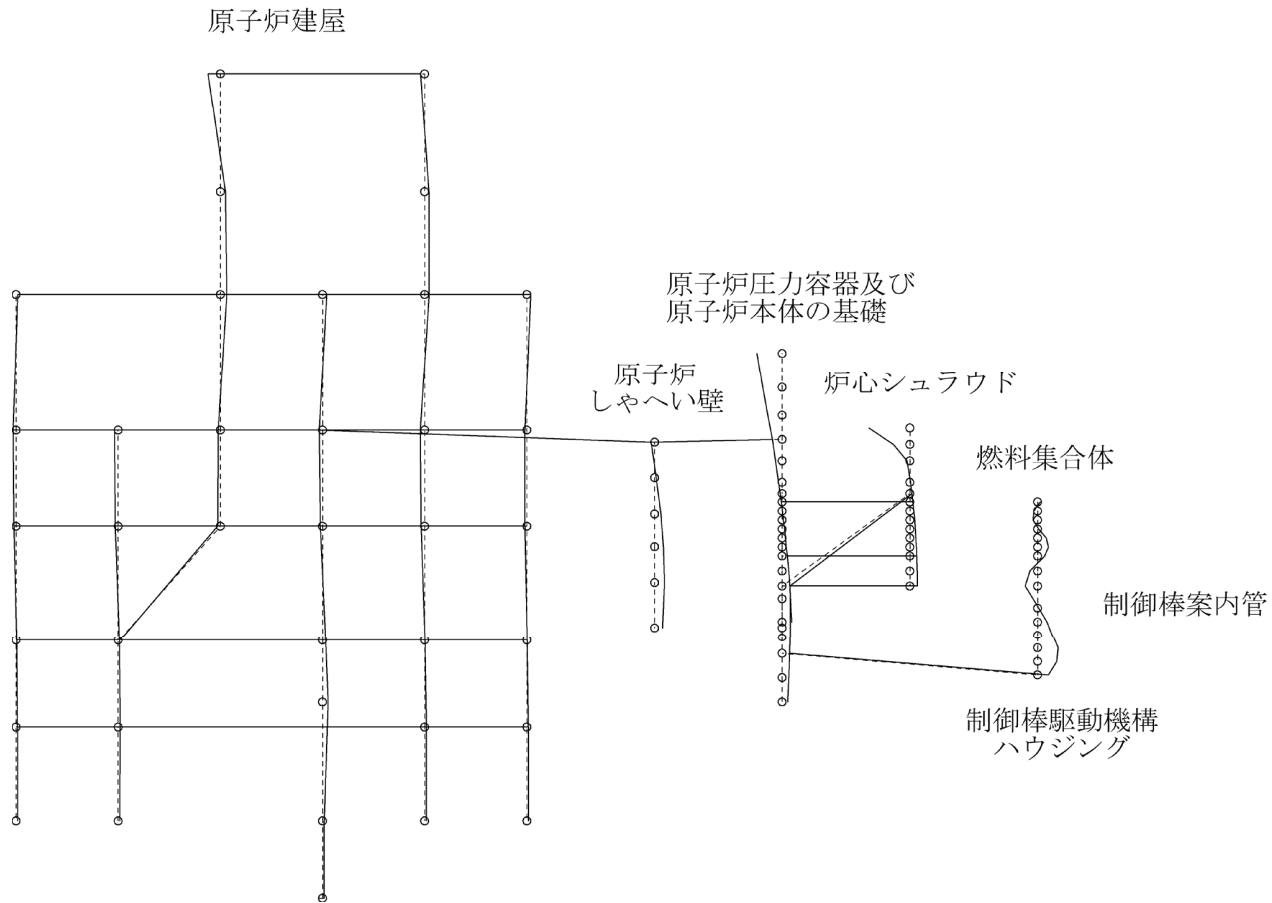 原子炉建屋
原子炉圧力容器及び
原子炉本体の基礎
原子炉
しゃへい壁
炉心シュラウド
燃料集合体
制御棒案内管
制御棒駆動機構
ハウジング